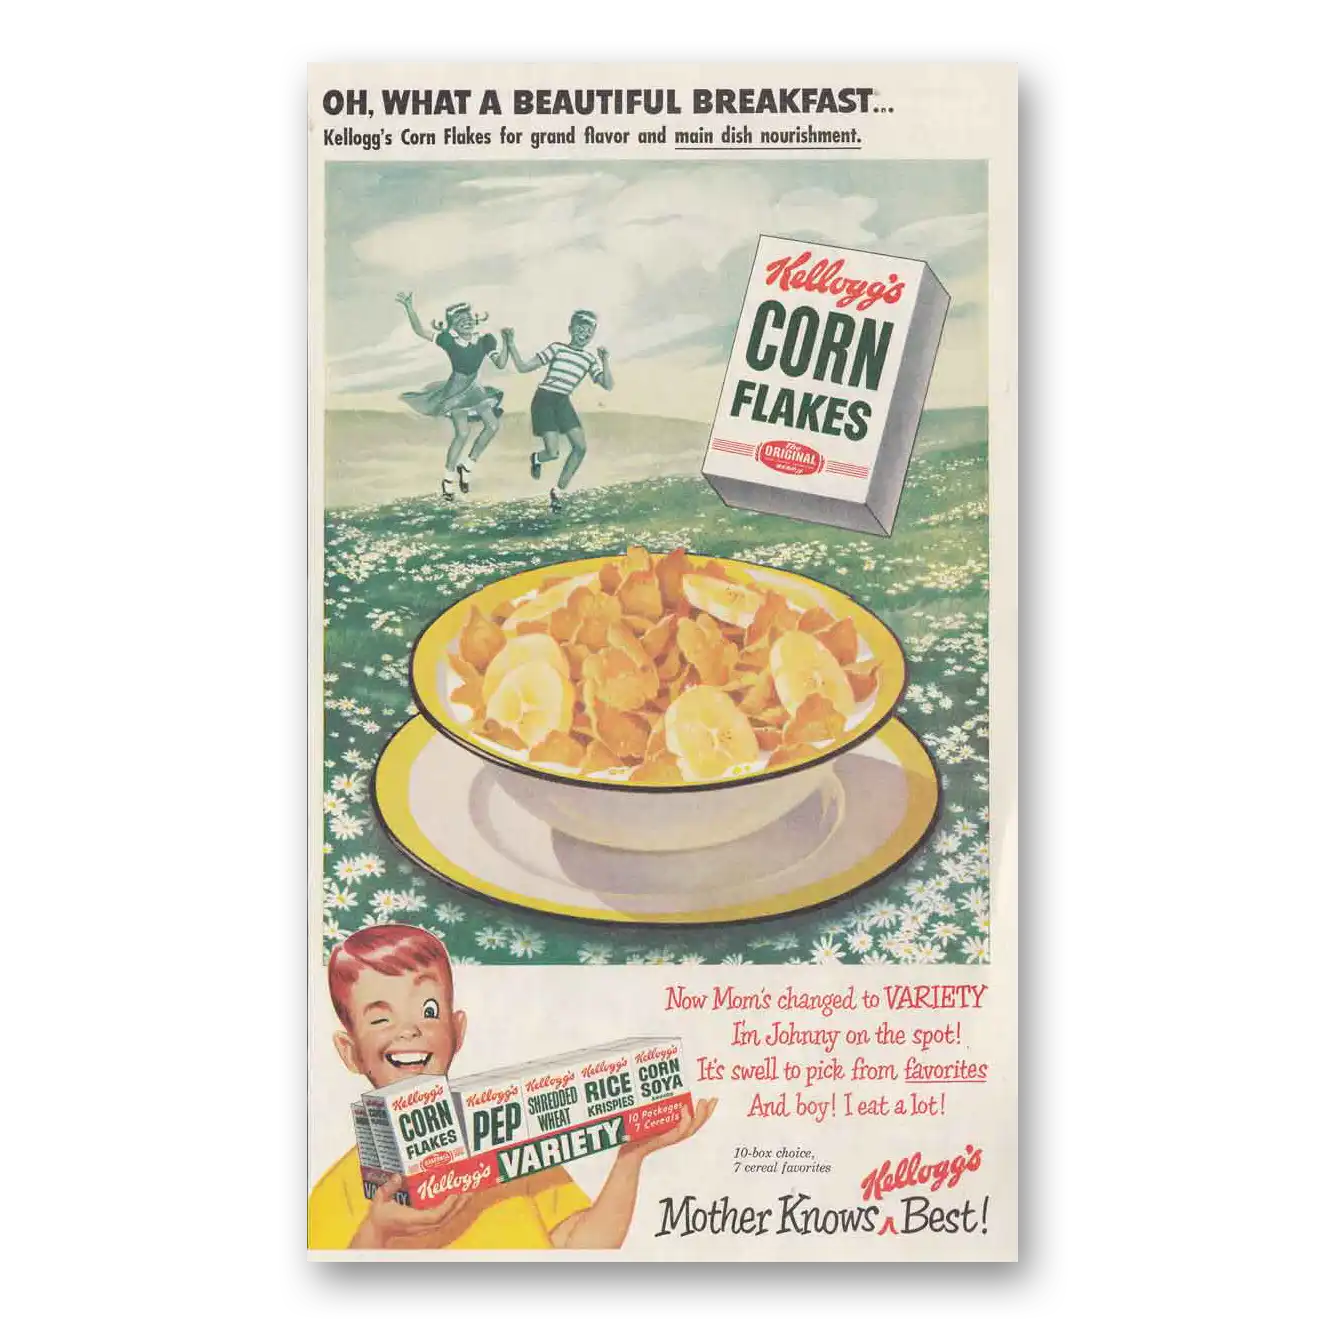 OH, WHAT A BEAUTIFUL BREAKFAST...
Kellogg's Corn Flakes for grand flavor and main dish nourishment.
Kellogg's
CORN
FLAKES
The
ORIGINAL
Now Mom's changed to VARIETY
I'm Johnny on the spot!
It's swell to pick from favorites
And boy! I eat a lot!
Kellogg's
CORN
FLAKES
Kellogg's
PEP
Kellogg's
SHREDDED
WHEAT
Kellogg's
RICE
KRISPIES
Kellogg's
CORN
SOYA
Kellogg's VARIETY
10 Packages
7 Cereals
10-box choice,
7 cereal favorites
Kellogg's
Mother Knows Best!